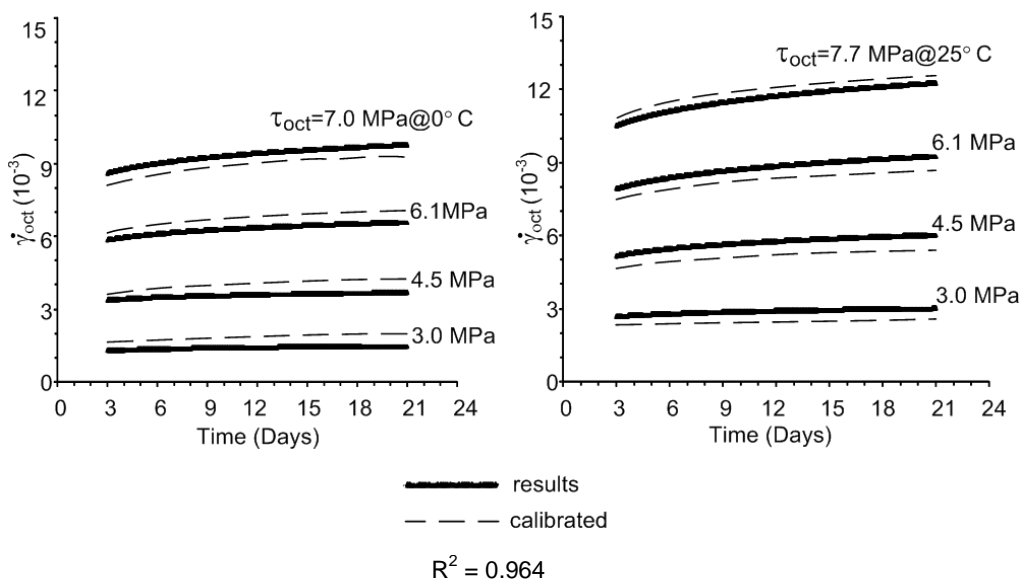 15
12
9
6
3
0
γ̇oct (10⁻³)
τoct=7.0 MPa@0° C
6.1MPa
4.5 MPa
3.0 MPa
0 3 6 9 12 15 18 21 24
Time (Days)
15
12
9
6
3
0
γ̇oct (10⁻³)
τoct=7.7 MPa@25° C
6.1 MPa
4.5 MPa
3.0 MPa
0 3 6 9 12 15 18 21 24
Time (Days)
results
calibrated
R² = 0.964